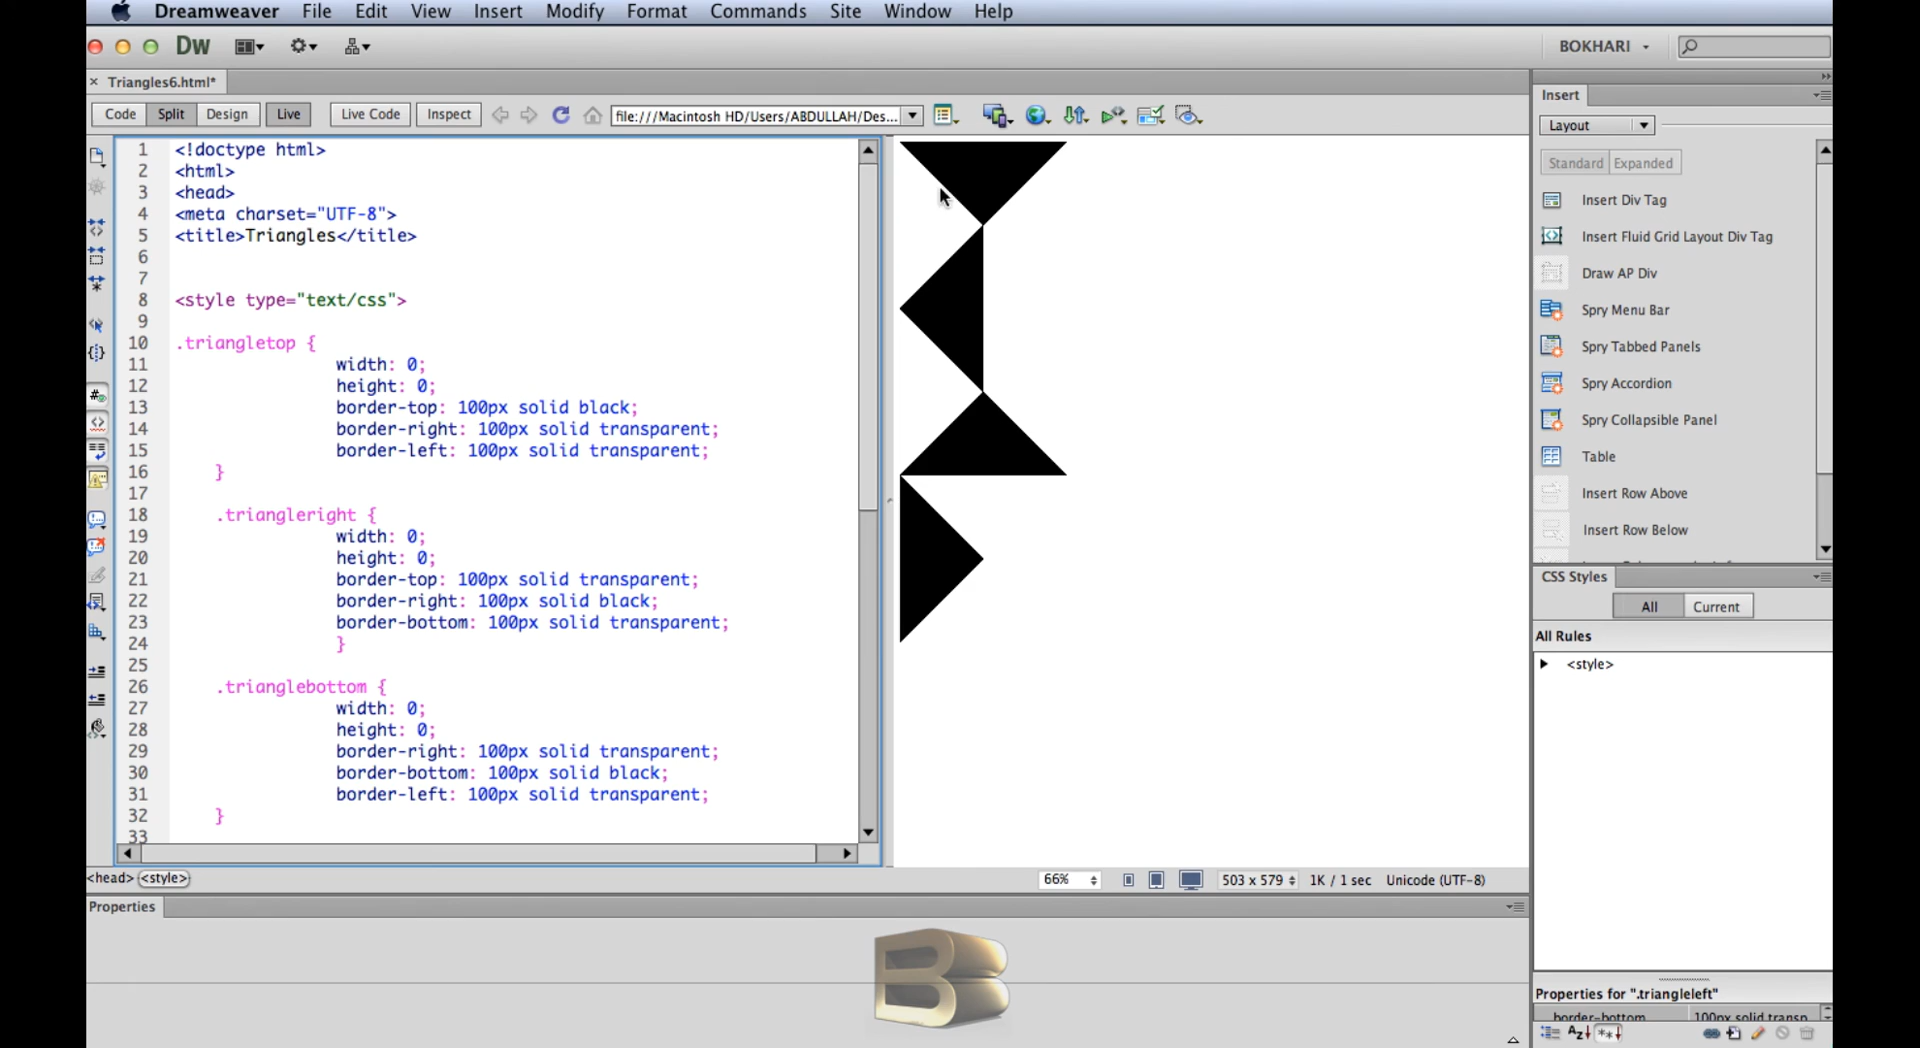 Dreamweaver File Edit View Insert Modify Format Commands Site Window Help
Dw BOKHARI
Triangles6.html*
Code Split Design Live Live Code Inspect file:///Macintosh HD/Users/ABDULLAH/Des...
1 <!doctype html>
2 <html>
3 <head>
4 <meta charset="UTF-8">
5 <title>Triangles</title>
6
7
8 <style type="text/css">
9
10 .triangletop {
11 width: 0;
12 height: 0;
13 border-top: 100px solid black;
14 border-right: 100px solid transparent;
15 border-left: 100px solid transparent;
16 }
17
18 .triangleright {
19 width: 0;
20 height: 0;
21 border-top: 100px solid transparent;
22 border-right: 100px solid black;
23 border-bottom: 100px solid transparent;
24 }
25
26 .trianglebottom {
27 width: 0;
28 height: 0;
29 border-right: 100px solid transparent;
30 border-bottom: 100px solid black;
31 border-left: 100px solid transparent;
32 }
33
<head> <style>
66% 503 x 579 1K / 1 sec Unicode (UTF-8)
Properties
B
Insert
Layout
Standard Expanded
Insert Div Tag
Insert Fluid Grid Layout Div Tag
Draw AP Div
Spry Menu Bar
Spry Tabbed Panels
Spry Accordion
Spry Collapsible Panel
Table
Insert Row Above
Insert Row Below
CSS Styles
All Current
All Rules
<style>
Properties for ".triangleleft"
border-bottom 100px solid transp